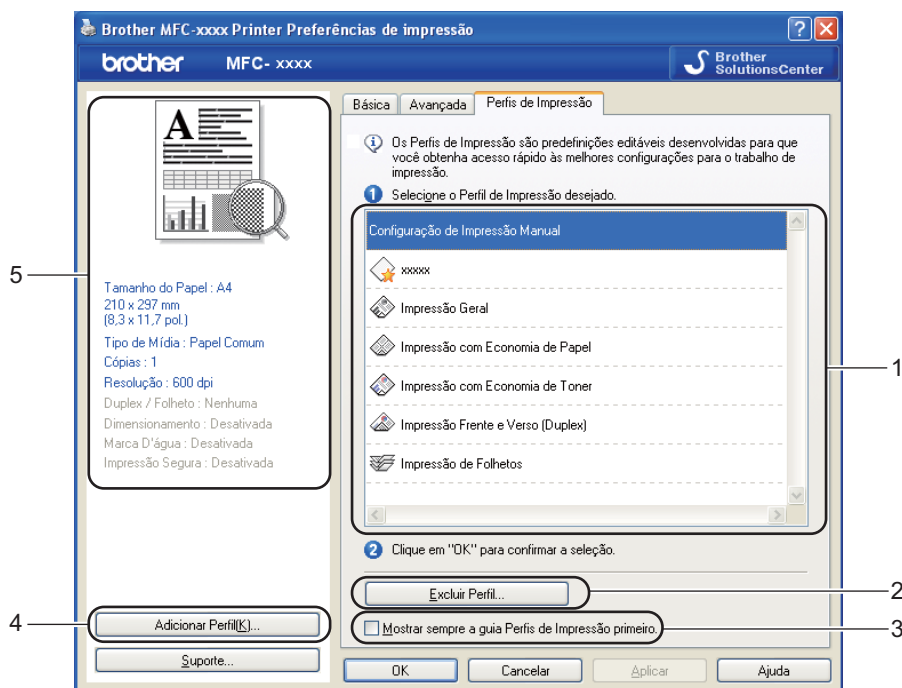 Brother MFC-xxxx Printer Preferências de impressão
brother MFC- xxxx
Brother
SolutionsCenter
Básica Avançada Perfis de Impressão
Os Perfis de Impressão são predefinições editáveis desenvolvidas para que
você obtenha acesso rápido às melhores configurações para o trabalho de
impressão.
1 Selecione o Perfil de Impressão desejado.
Configuração de Impressão Manual
xxxxx
Impressão Geral
Impressão com Economia de Papel
Impressão com Economia de Toner
Impressão Frente e Verso (Duplex)
Impressão de Folhetos
2 Clique em "OK" para confirmar a seleção.
Excluir Perfil...
Mostrar sempre a guia Perfis de Impressão primeiro.
A
Tamanho do Papel : A4
210 x 297 mm
(8,3 x 11,7 pol.)
Tipo de Mídia : Papel Comum
Cópias : 1
Resolução : 600 dpi
Duplex / Folheto : Nenhuma
Dimensionamento : Desativada
Marca D'água : Desativada
Impressão Segura : Desativada
Adicionar Perfil(K)...
Suporte...
OK Cancelar Aplicar Ajuda
1
2
3
4
5